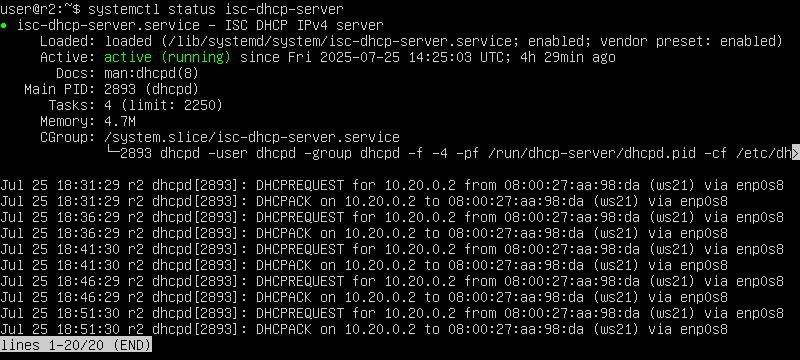 user@r2:~$ systemctl status isc-dhcp-server
● isc-dhcp-server.service - ISC DHCP IPv4 server
Loaded: loaded (/lib/systemd/system/isc-dhcp-server.service; enabled; vendor preset: enabled)
Active: active (running) since Fri 2025-07-25 14:25:03 UTC; 4h 29min ago
Docs: man:dhcpd(8)
Main PID: 2893 (dhcpd)
Tasks: 4 (limit: 2250)
Memory: 4.7M
CGroup: /system.slice/isc-dhcp-server.service
└─2893 dhcpd -user dhcpd -group dhcpd -f -4 -pf /run/dhcp-server/dhcpd.pid -cf /etc/dh>
Jul 25 18:31:29 r2 dhcpd[2893]: DHCPREQUEST for 10.20.0.2 from 08:00:27:aa:98:da (ws21) via enp0s8
Jul 25 18:31:29 r2 dhcpd[2893]: DHCPACK on 10.20.0.2 to 08:00:27:aa:98:da (ws21) via enp0s8
Jul 25 18:36:29 r2 dhcpd[2893]: DHCPREQUEST for 10.20.0.2 from 08:00:27:aa:98:da (ws21) via enp0s8
Jul 25 18:36:29 r2 dhcpd[2893]: DHCPACK on 10.20.0.2 to 08:00:27:aa:98:da (ws21) via enp0s8
Jul 25 18:41:30 r2 dhcpd[2893]: DHCPREQUEST for 10.20.0.2 from 08:00:27:aa:98:da (ws21) via enp0s8
Jul 25 18:41:30 r2 dhcpd[2893]: DHCPACK on 10.20.0.2 to 08:00:27:aa:98:da (ws21) via enp0s8
Jul 25 18:46:29 r2 dhcpd[2893]: DHCPREQUEST for 10.20.0.2 from 08:00:27:aa:98:da (ws21) via enp0s8
Jul 25 18:46:29 r2 dhcpd[2893]: DHCPACK on 10.20.0.2 to 08:00:27:aa:98:da (ws21) via enp0s8
Jul 25 18:51:30 r2 dhcpd[2893]: DHCPREQUEST for 10.20.0.2 from 08:00:27:aa:98:da (ws21) via enp0s8
Jul 25 18:51:30 r2 dhcpd[2893]: DHCPACK on 10.20.0.2 to 08:00:27:aa:98:da (ws21) via enp0s8
lines 1-20/20 (END)